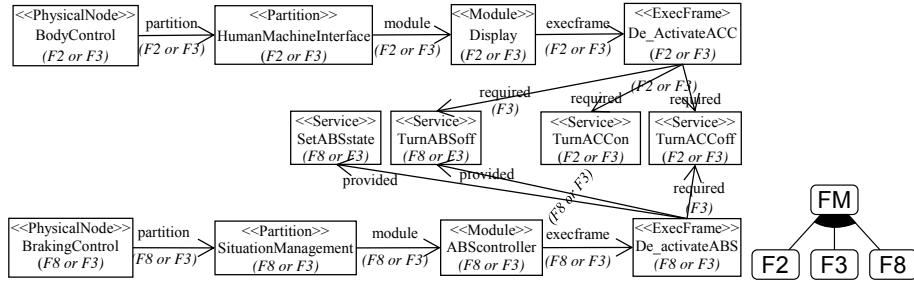 <<PhysicalNode>>
BodyControl
(F2 or F3)
partition
(F2 or F3)
<<Partition>>
HumanMachineInterface
(F2 or F3)
module
(F2 or F3)
<<Module>>
Display
(F2 or F3)
execframe
(F2 or F3)
<<ExecFrame>>
De_ActivateACC
(F2 or F3)
required
(F3)
required
(F2 or F3)
required
<<Service>>
SetABSstate
(F8 or F3)
<<Service>>
TurnABSoff
(F8 or F3)
<<Service>>
TurnACCon
(F2 or F3)
<<Service>>
TurnACCoff
(F2 or F3)
provided
provided
(F8 or F3)
required
(F3)
<<PhysicalNode>>
BrakingControl
(F8 or F3)
partition
(F8 or F3)
<<Partition>>
SituationManagement
(F8 or F3)
module
(F8 or F3)
<<Module>>
ABScontroller
(F8 or F3)
execframe
(F8 or F3)
<<ExecFrame>>
De_activateABS
(F8 or F3)
FM
F2
F3
F8